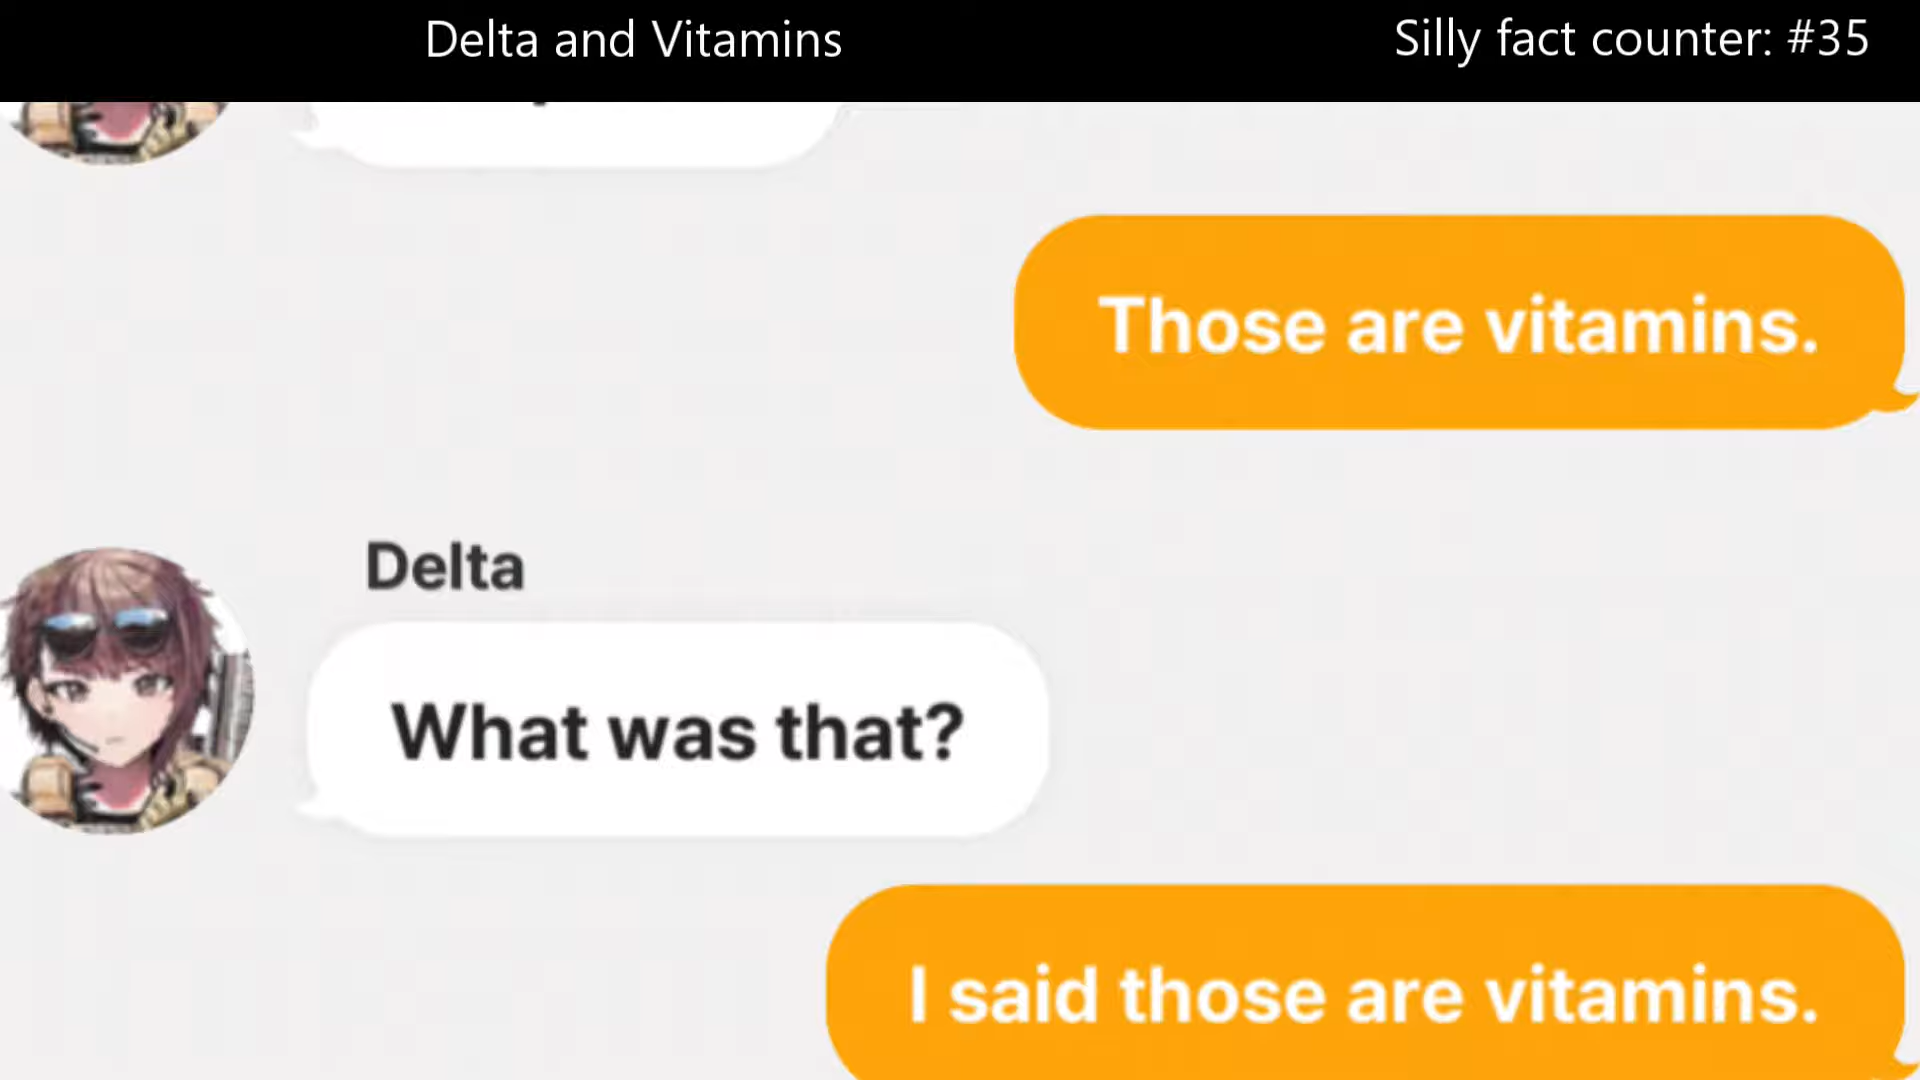 Delta and Vitamins
Silly fact counter: #35
Those are vitamins.
Delta
What was that?
I said those are vitamins.